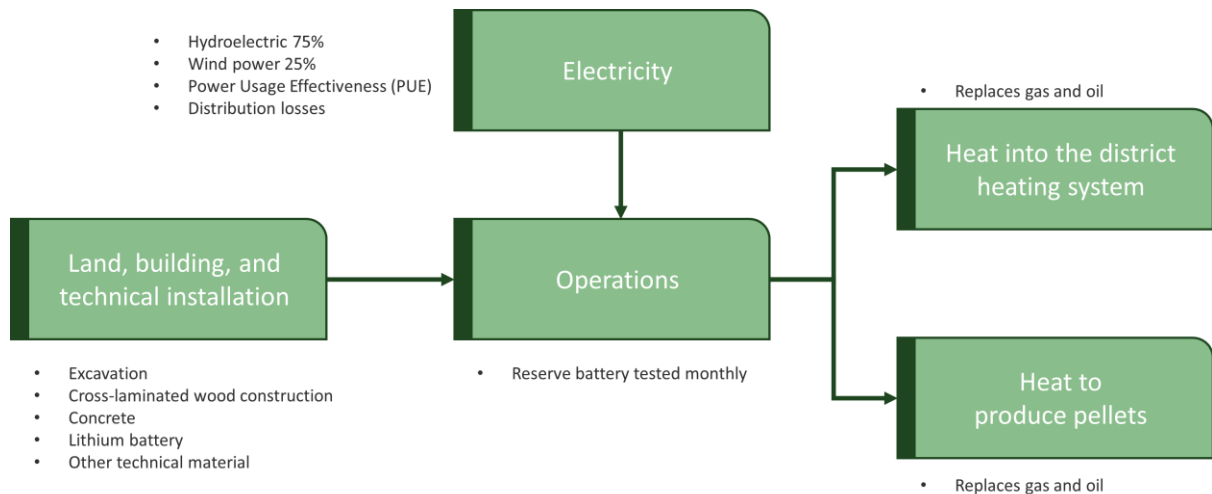 • Hydroelectric 75%
• Wind power 25%
• Power Usage Effectiveness (PUE)
• Distribution losses
Electricity
• Replaces gas and oil
Heat into the district
heating system
Land, building, and
technical installation
Operations
• Excavation
• Cross-laminated wood construction
• Concrete
• Lithium battery
• Other technical material
• Reserve battery tested monthly
Heat to
produce pellets
• Replaces gas and oil